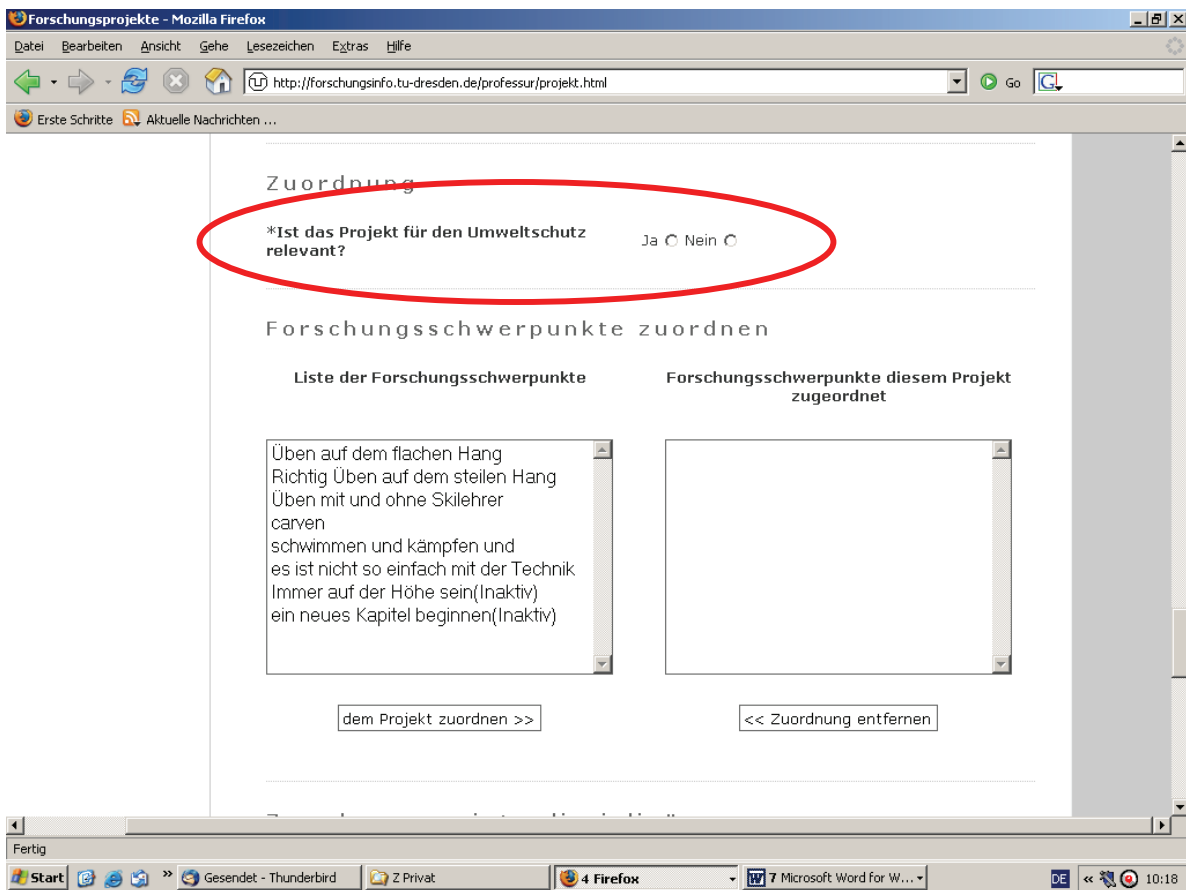 Forschungsprojekte - Mozilla Firefox
Datei Bearbeiten Ansicht Gehe Lesezeichen Extras Hilfe
http://forschungsinfo.tu-dresden.de/professur/projekt.html Go
Erste Schritte Aktuelle Nachrichten ...
Zuordnung
*Ist das Projekt für den Umweltschutz
relevant?
Ja Nein
Forschungsschwerpunkte zuordnen
Liste der Forschungsschwerpunkte
Forschungsschwerpunkte diesem Projekt
zugeordnet
Üben auf dem flachen Hang
Richtig Üben auf dem steilen Hang
Üben mit und ohne Skilehrer
carven
schwimmen und kämpfen und
es ist nicht so einfach mit der Technik
Immer auf der Höhe sein(Inaktiv)
ein neues Kapitel beginnen(Inaktiv)
dem Projekt zuordnen >>
<< Zuordnung entfernen
Fertig
Start » Gesendet - Thunderbird Z Privat 4 Firefox 7 Microsoft Word for W... DE « 10:18